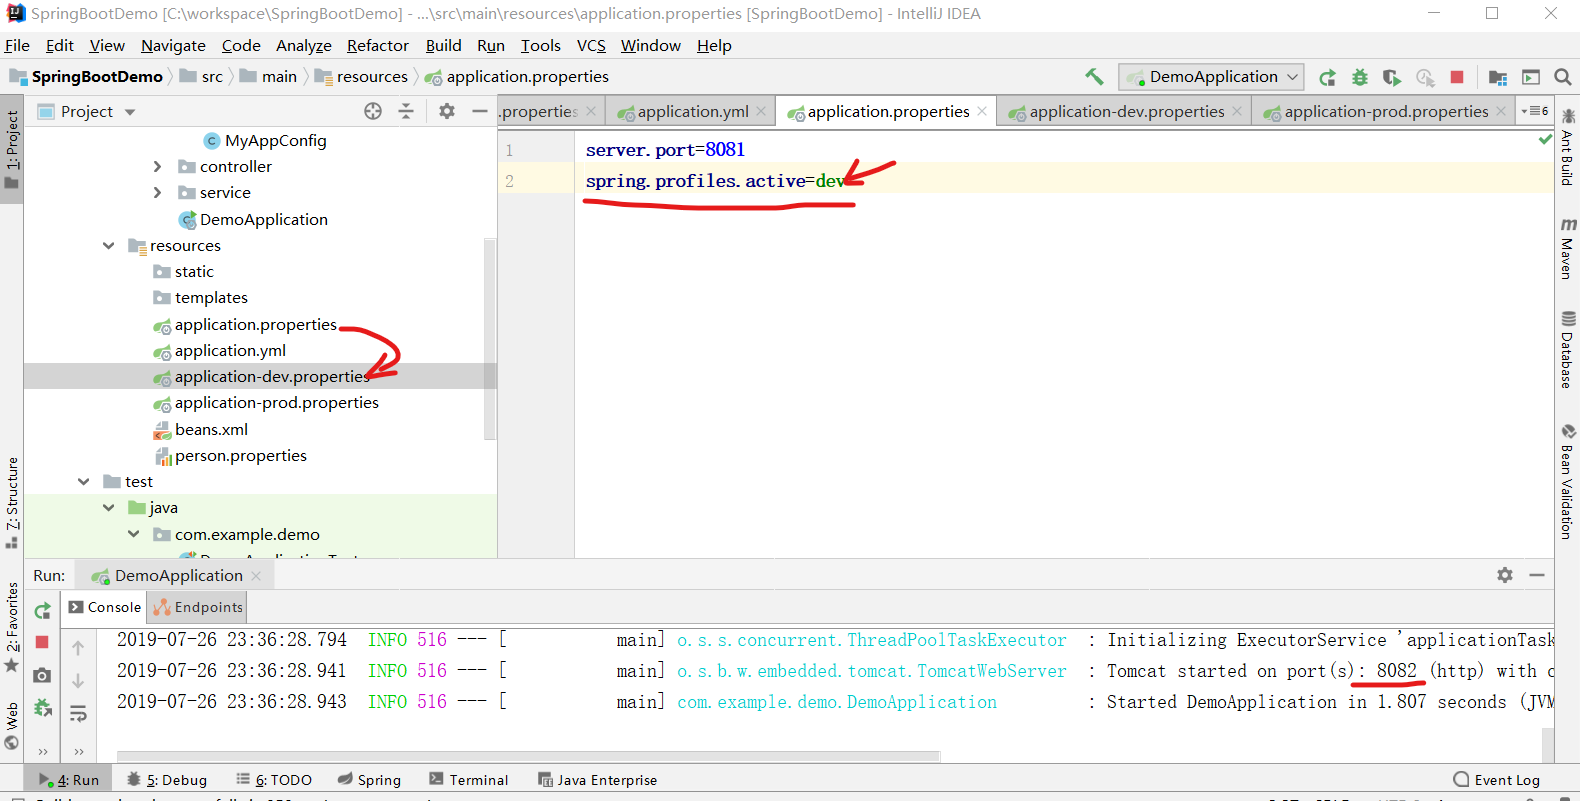 SpringBootDemo [C:\workspace\SpringBootDemo] - ...\src\main\resources\application.properties [SpringBootDemo] - IntelliJ IDEA
File Edit View Navigate Code Analyze Refactor Build Run Tools VCS Window Help
SpringBootDemo src main resources application.properties DemoApplication
Project .properties application.yml application.properties application-dev.properties application-prod.properties 6
1: Project
7: Structure
2: Favorites
Web
MyAppConfig
controller
service
DemoApplication
resources
static
templates
application.properties
application.yml
application-dev.properties
application-prod.properties
beans.xml
person.properties
test
java
com.example.demo
1 server.port=8081
2 spring.profiles.active=dev
Ant Build
m Maven
Database
Bean Validation
Run: DemoApplication
Console Endpoints
2019-07-26 23:36:28.794 INFO 516 --- [ main] o.s.s.concurrent.ThreadPoolTaskExecutor : Initializing ExecutorService 'applicationTask
2019-07-26 23:36:28.941 INFO 516 --- [ main] o.s.b.w.embedded.tomcat.TomcatWebServer : Tomcat started on port(s): 8082 (http) with c
2019-07-26 23:36:28.943 INFO 516 --- [ main] com.example.demo.DemoApplication : Started DemoApplication in 1.807 seconds (JVM
4: Run 5: Debug 6: TODO Spring Terminal Java Enterprise Event Log